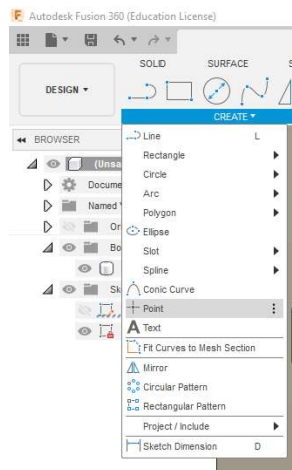 Autodesk Fusion 360 (Education License)
SOLID SURFACE
DESIGN
CREATE
BROWSER
Line L
(Unsa
Rectangle
Docume
Circle
Named
Arc
Or
Polygon
Bo
Ellipse
Slot
Spline
Sk
Conic Curve
Point
A Text
Fit Curves to Mesh Section
Mirror
Circular Pattern
Rectangular Pattern
Project / Include
Sketch Dimension D